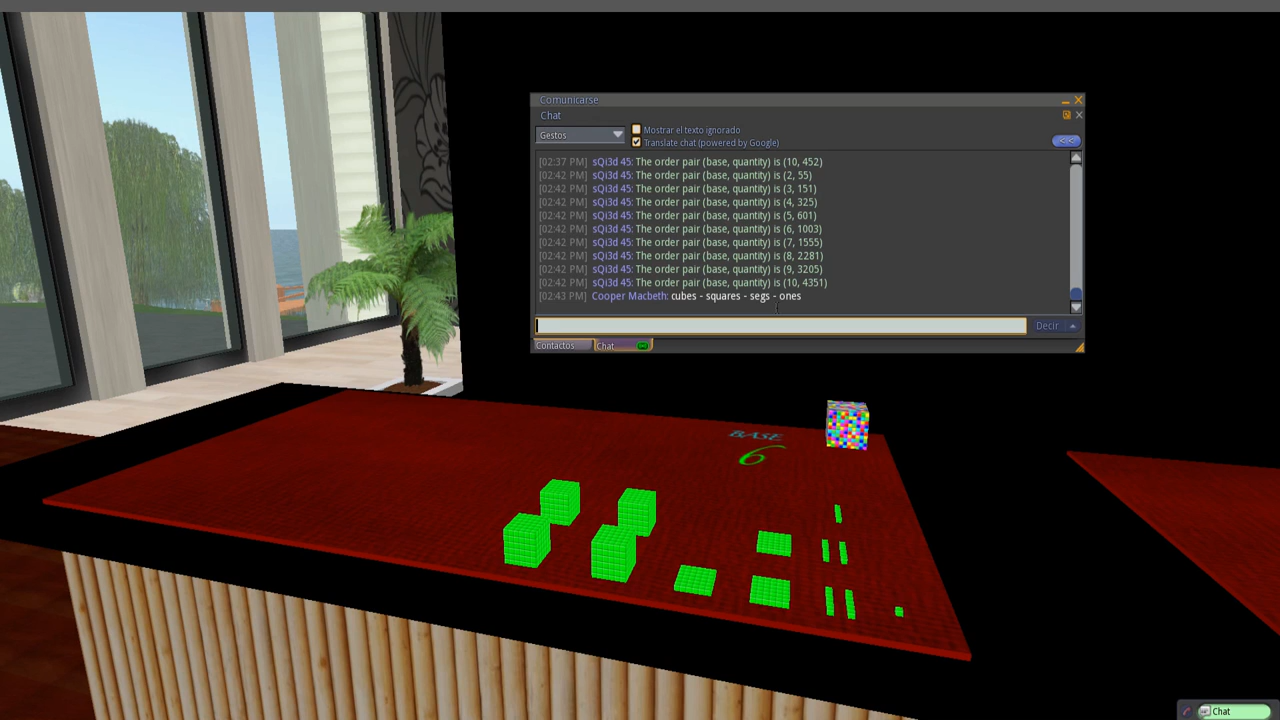 Comunicarse
Chat
Gestos
Mostrar el texto ignorado
Translate chat (powered by Google)
<<
[02:37 PM] sQi3d 45: The order pair (base, quantity) is (10, 452)
[02:42 PM] sQi3d 45: The order pair (base, quantity) is (2, 55)
[02:42 PM] sQi3d 45: The order pair (base, quantity) is (3, 151)
[02:42 PM] sQi3d 45: The order pair (base, quantity) is (4, 325)
[02:42 PM] sQi3d 45: The order pair (base, quantity) is (5, 601)
[02:42 PM] sQi3d 45: The order pair (base, quantity) is (6, 1003)
[02:42 PM] sQi3d 45: The order pair (base, quantity) is (7, 1555)
[02:42 PM] sQi3d 45: The order pair (base, quantity) is (8, 2281)
[02:42 PM] sQi3d 45: The order pair (base, quantity) is (9, 3205)
[02:42 PM] sQi3d 45: The order pair (base, quantity) is (10, 4351)
[02:43 PM] Cooper Macbeth: cubes - squares - segs - ones
Decir
Contactos
Chat
BASE
6
Chat